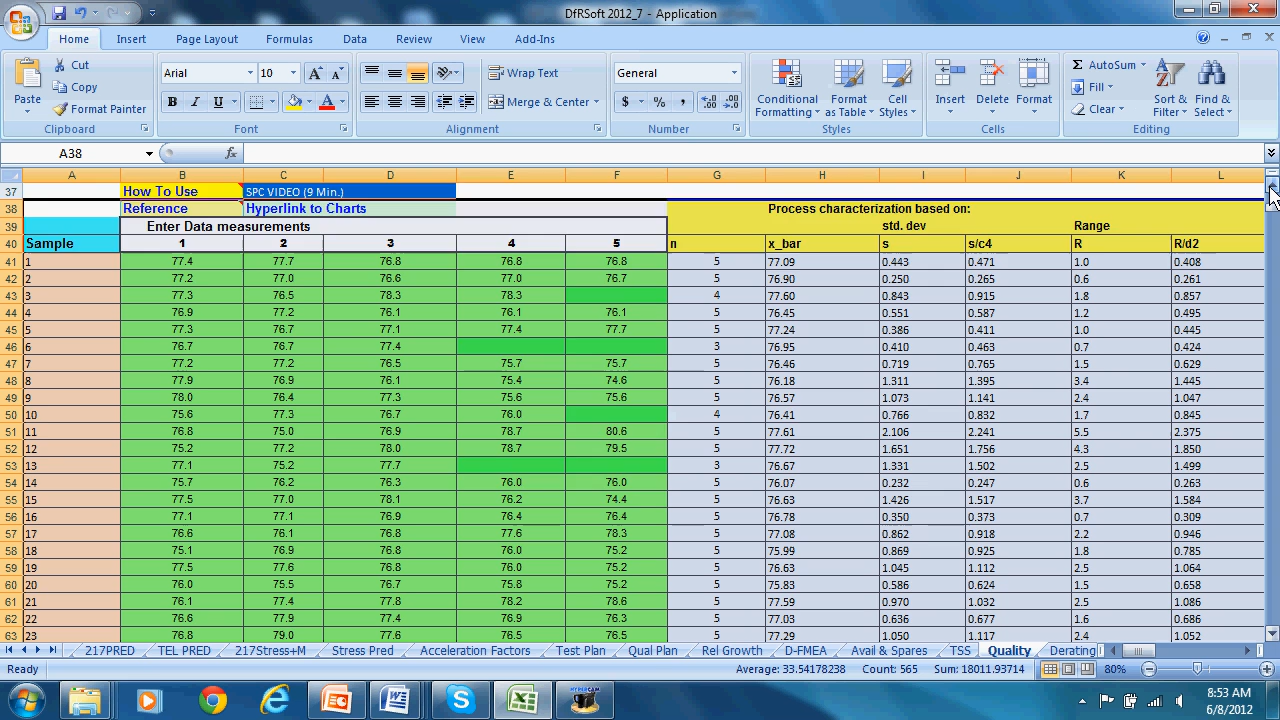 DfRSoft 2012_7 - Application
Home Insert Page Layout Formulas Data Review View Add-Ins
Paste Cut Copy Format Painter
Arial 10
B I U A
Wrap Text
Merge & Center
General
$ % ,
Conditional Formatting Format as Table Cell Styles
Insert Delete Format
AutoSum Fill Clear
Sort & Filter Find & Select
Clipboard Font Alignment Number Styles Cells Editing
A38 fx
A B C D E F G H I J K L
37 How To Use SPC VIDEO (9 Min.)
38 Reference Hyperlink to Charts Process characterization based on:
39 Enter Data measurements std. dev Range
40 Sample 1 2 3 4 5 n x_bar s s/c4 R R/d2
41 1 77.4 77.7 76.8 76.8 76.8 5 77.09 0.443 0.471 1.0 0.408
42 2 77.2 77.0 76.6 77.0 76.7 5 76.90 0.250 0.265 0.6 0.261
43 3 77.3 76.5 78.3 78.3 4 77.60 0.843 0.915 1.8 0.857
44 4 76.9 77.2 76.1 76.1 76.1 5 76.45 0.551 0.587 1.2 0.495
45 5 77.3 76.7 77.1 77.4 77.7 5 77.24 0.386 0.411 1.0 0.445
46 6 76.7 76.7 77.4 3 76.95 0.410 0.463 0.7 0.424
47 7 77.2 77.2 76.5 75.7 75.7 5 76.46 0.719 0.765 1.5 0.629
48 8 77.9 76.9 76.1 75.4 74.6 5 76.18 1.311 1.395 3.4 1.445
49 9 78.0 76.4 77.3 75.6 75.6 5 76.57 1.073 1.141 2.4 1.047
50 10 75.6 77.3 76.7 76.0 4 76.41 0.766 0.832 1.7 0.845
51 11 76.8 75.0 76.9 78.7 80.6 5 77.61 2.106 2.241 5.5 2.375
52 12 75.2 77.2 78.0 78.7 79.5 5 77.72 1.651 1.756 4.3 1.850
53 13 77.1 75.2 77.7 3 76.67 1.331 1.502 2.5 1.499
54 14 75.7 76.2 76.3 76.0 76.0 5 76.07 0.232 0.247 0.6 0.263
55 15 77.5 77.0 78.1 76.2 74.4 5 76.63 1.426 1.517 3.7 1.584
56 16 77.1 77.1 76.9 76.4 76.4 5 76.78 0.350 0.373 0.7 0.309
57 17 76.6 76.1 76.8 77.6 78.3 5 77.08 0.862 0.918 2.2 0.946
58 18 75.1 76.9 76.8 76.0 75.2 5 75.99 0.869 0.925 1.8 0.785
59 19 77.5 77.6 76.8 76.0 75.2 5 76.63 1.045 1.112 2.5 1.064
60 20 76.0 75.5 76.7 75.8 75.2 5 75.83 0.586 0.624 1.5 0.658
61 21 76.1 77.4 77.8 78.2 78.6 5 77.59 0.970 1.032 2.5 1.086
62 22 76.6 77.9 77.4 76.9 76.3 5 77.03 0.636 0.677 1.6 0.686
63 23 76.8 79.0 77.6 76.5 76.5 5 77.29 1.050 1.117 2.4 1.052
217PRED TEL PRED 217Stress+M Stress Pred Acceleration Factors Test Plan Qual Plan Rel Growth D-FMEA Avail & Spares TSS Quality Derating
Ready Average: 33.54178238 Count: 565 Sum: 18011.93714 80%
HYPERCAM
8:53 AM
6/8/2012